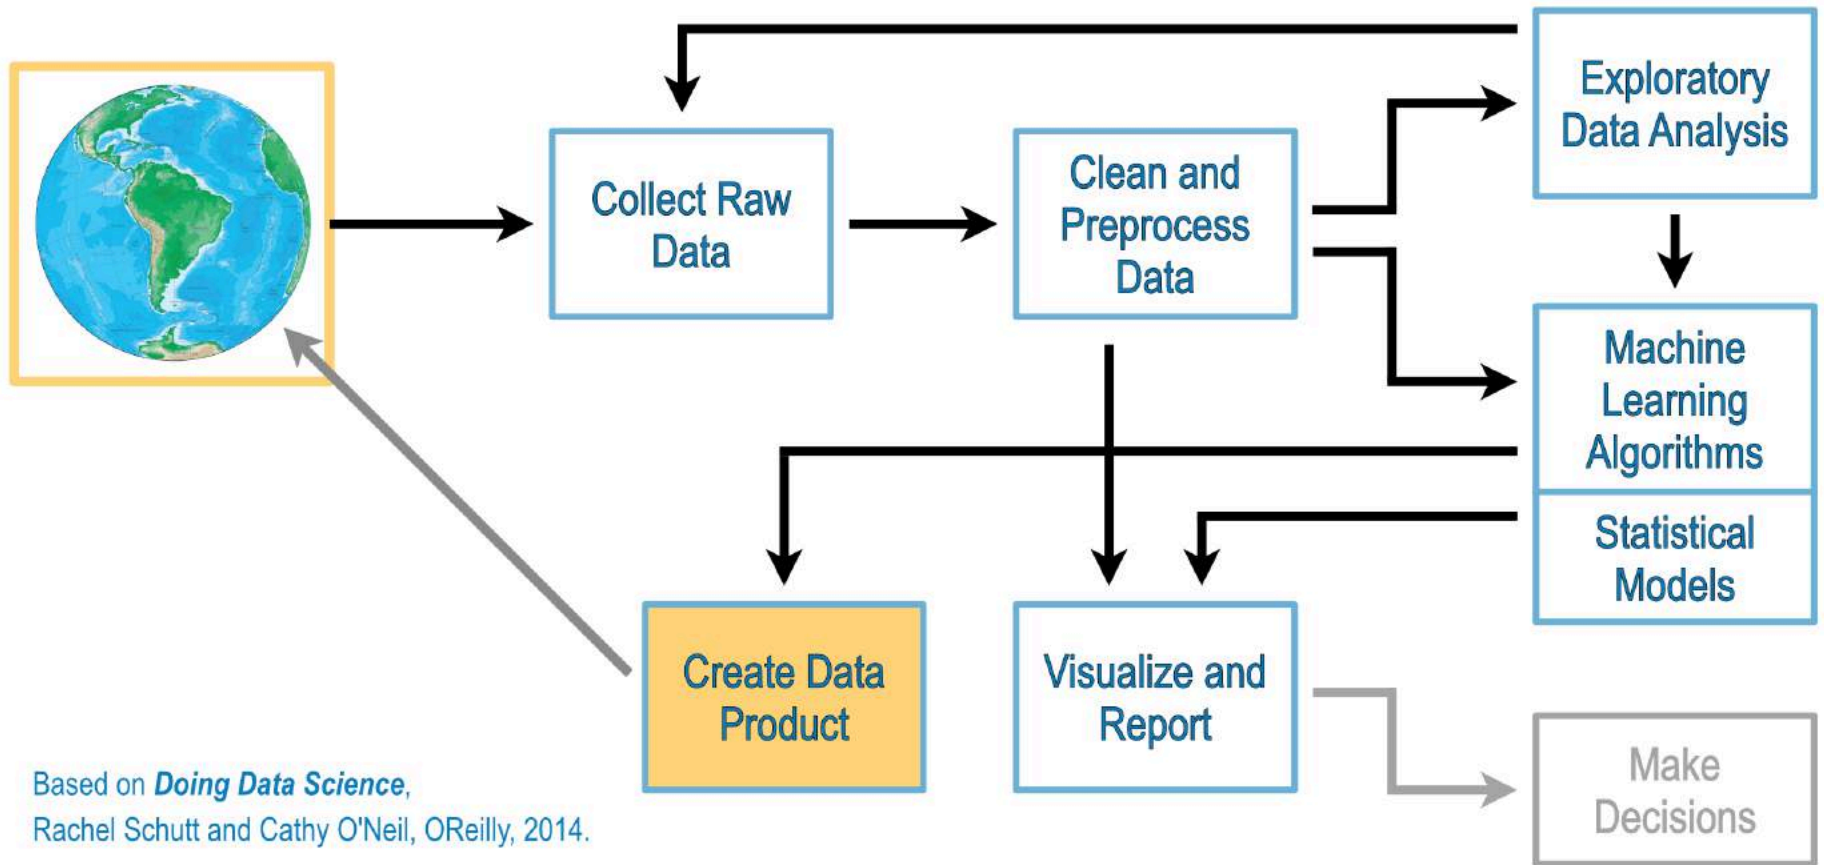 Exploratory
Data Analysis
Collect Raw
Data
Clean and
Preprocess
Data
Machine
Learning
Algorithms
Statistical
Models
Create Data
Product
Visualize and
Report
Make
Decisions
Based on Doing Data Science,
Rachel Schutt and Cathy O'Neil, OReilly, 2014.